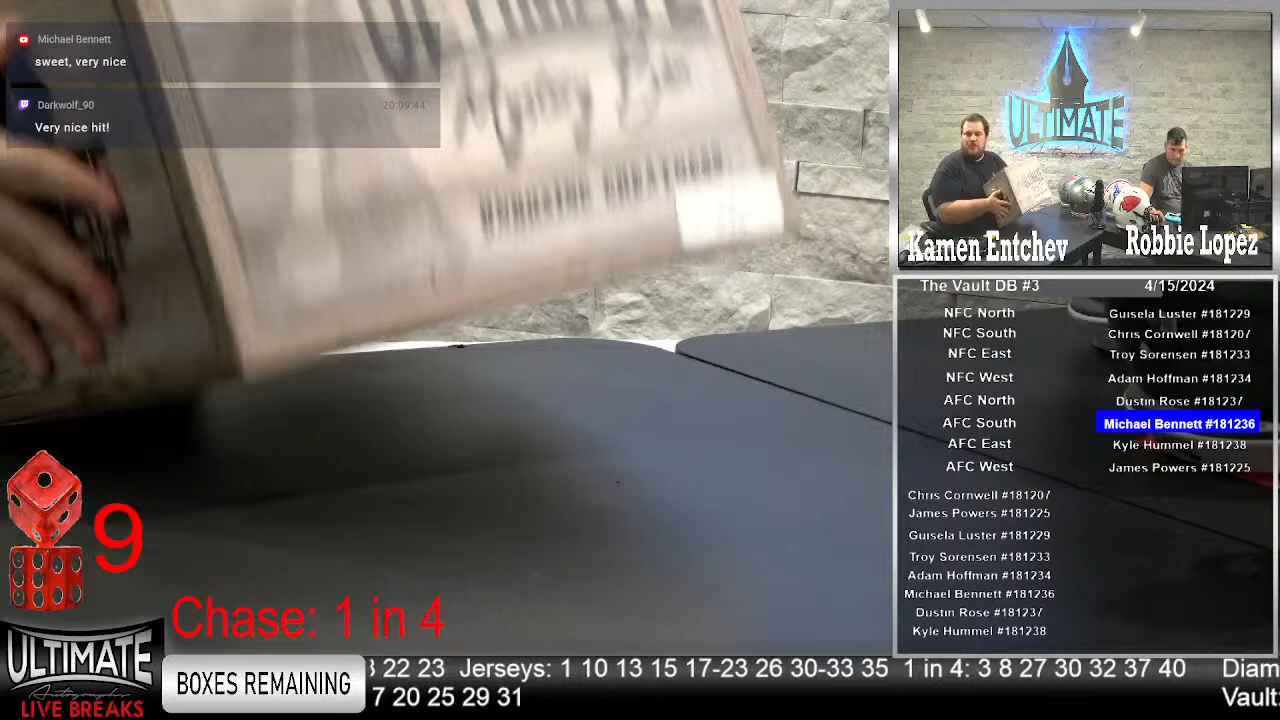 Michael Bennett
sweet, very nice
Darkwolf_90 20:09:44
Very nice hit!
ULTIMATE
Kamen Entchev
Robbie Lopez
The Vault DB #3 4/15/2024
NFC North Guisela Luster #181229
NFC South Chris Cornwell #181207
NFC East Troy Sorensen #181233
NFC West Adam Hoffman #181234
AFC North Dustin Rose #181237
AFC South Michael Bennett #181236
AFC East Kyle Hummel #181238
AFC West James Powers #181225
Chris Cornwell #181207
James Powers #181225
Guisela Luster #181229
Troy Sorensen #181233
Adam Hoffman #181234
Michael Bennett #181236
Dustin Rose #181237
Kyle Hummel #181238
9
Chase: 1 in 4
ULTIMATE
Autographs
LIVE BREAKS
BOXES REMAINING
22 23 Jerseys: 1 10 13 15 17-23 26 30-33 35 1 in 4: 3 8 27 30 32 37 40 Diam
7 20 25 29 31 Vault